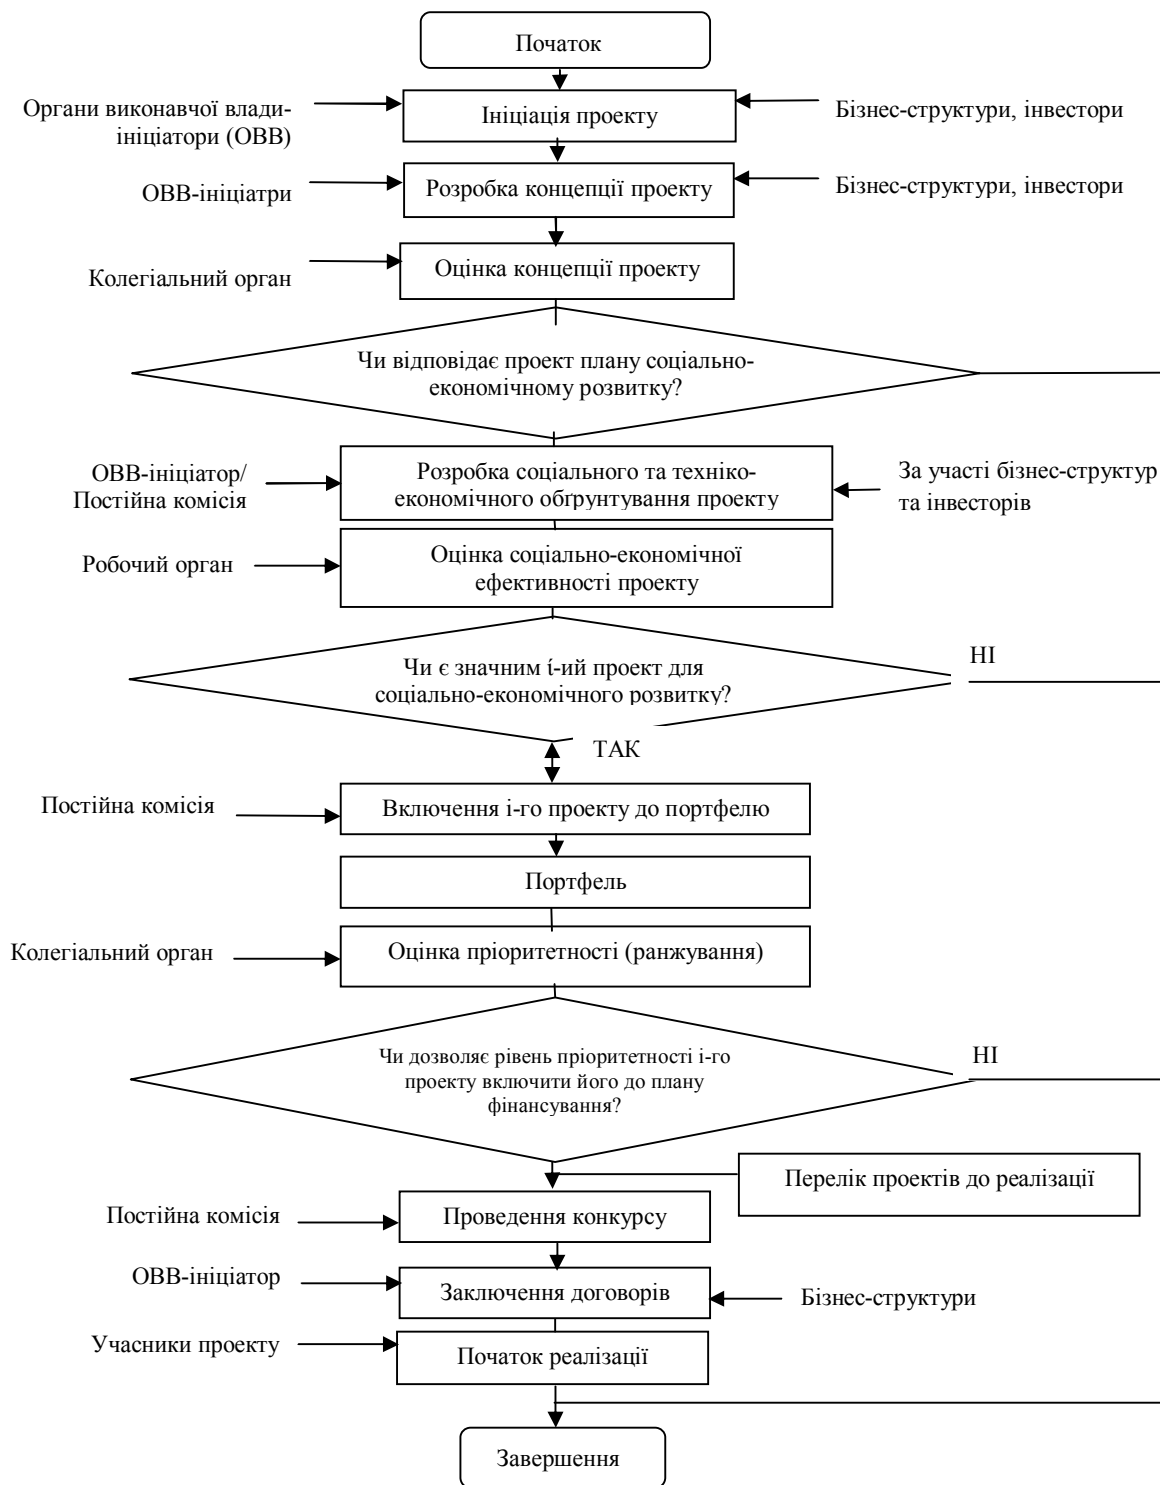 Початок
Органи виконавчої влади-
ініціатори (ОВВ)
Ініціація проекту
Бізнес-структури, інвестори
ОВВ-ініціатри
Розробка концепції проекту
Бізнес-структури, інвестори
Колегіальний орган
Оцінка концепції проекту
Чи відповідає проект плану соціально-
економічному розвитку?
ОВВ-ініціатор/
Постійна комісія
Розробка соціального та техніко-
економічного обґрунтування проекту
За участі бізнес-структур
та інвесторів
Робочий орган
Оцінка соціально-економічної
ефективності проекту
Чи є значним і-ий проект для
соціально-економічного розвитку?
НІ
ТАК
Постійна комісія
Включення і-го проекту до портфелю
Портфель
Колегіальний орган
Оцінка пріоритетності (ранжування)
Чи дозволяє рівень пріоритетності і-го
проекту включити його до плану
фінансування?
НІ
Перелік проектів до реалізації
Постійна комісія
Проведення конкурсу
ОВВ-ініціатор
Заключення договорів
Бізнес-структури
Учасники проекту
Початок реалізації
Завершення